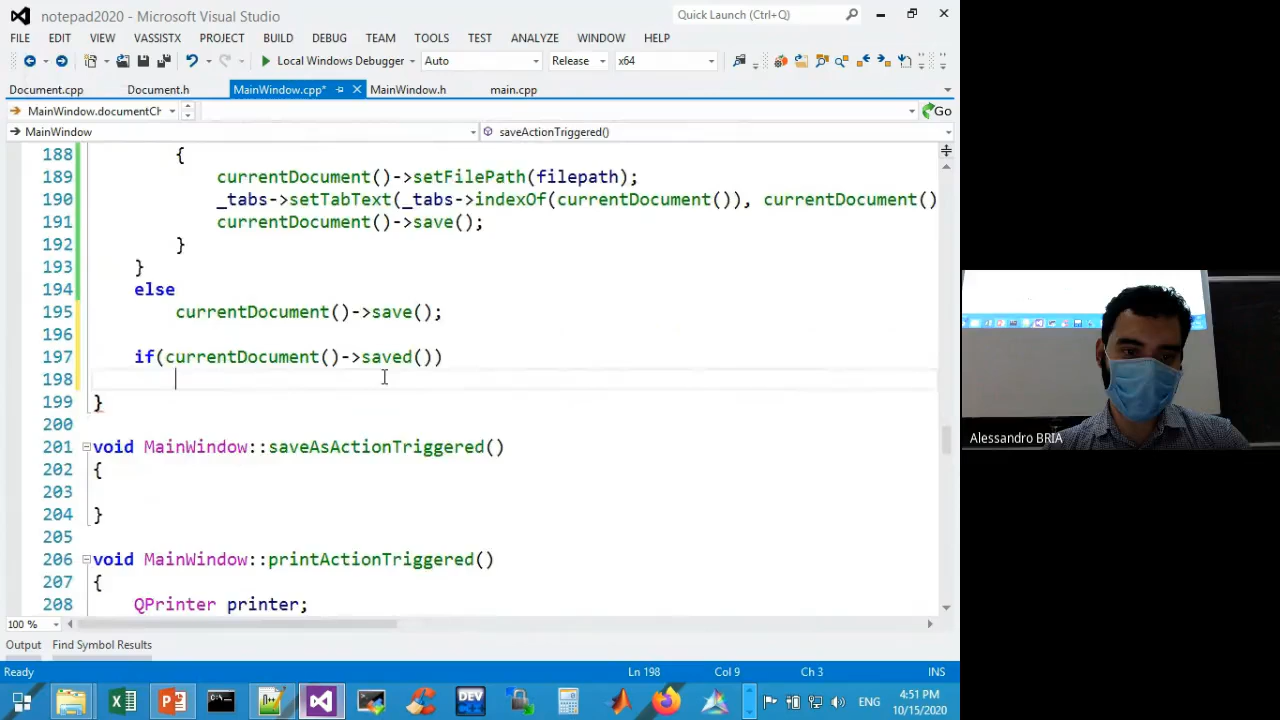 notepad2020 - Microsoft Visual Studio
Quick Launch (Ctrl+Q)
FILE EDIT VIEW VASSISTX PROJECT BUILD DEBUG TEAM TOOLS TEST ANALYZE WINDOW HELP
Local Windows Debugger Auto Release x64
Document.cpp Document.h MainWindow.cpp* MainWindow.h main.cpp
MainWindow.documentCh Go
MainWindow saveActionTriggered()
188 {
189 currentDocument()->setFilePath(filepath);
190 _tabs->setTabText(_tabs->indexOf(currentDocument()), currentDocument()
191 currentDocument()->save();
192 }
193 }
194 else
195 currentDocument()->save();
196
197 if(currentDocument()->saved())
198
199 }
200
201 void MainWindow::saveAsActionTriggered()
202 {
203
204 }
205
206 void MainWindow::printActionTriggered()
207 {
208 QPrinter printer;
100 %
Output Find Symbol Results
Ready Ln 198 Col 9 Ch 3 INS
DEV ENG 4:51 PM
10/15/2020
Alessandro BRIA